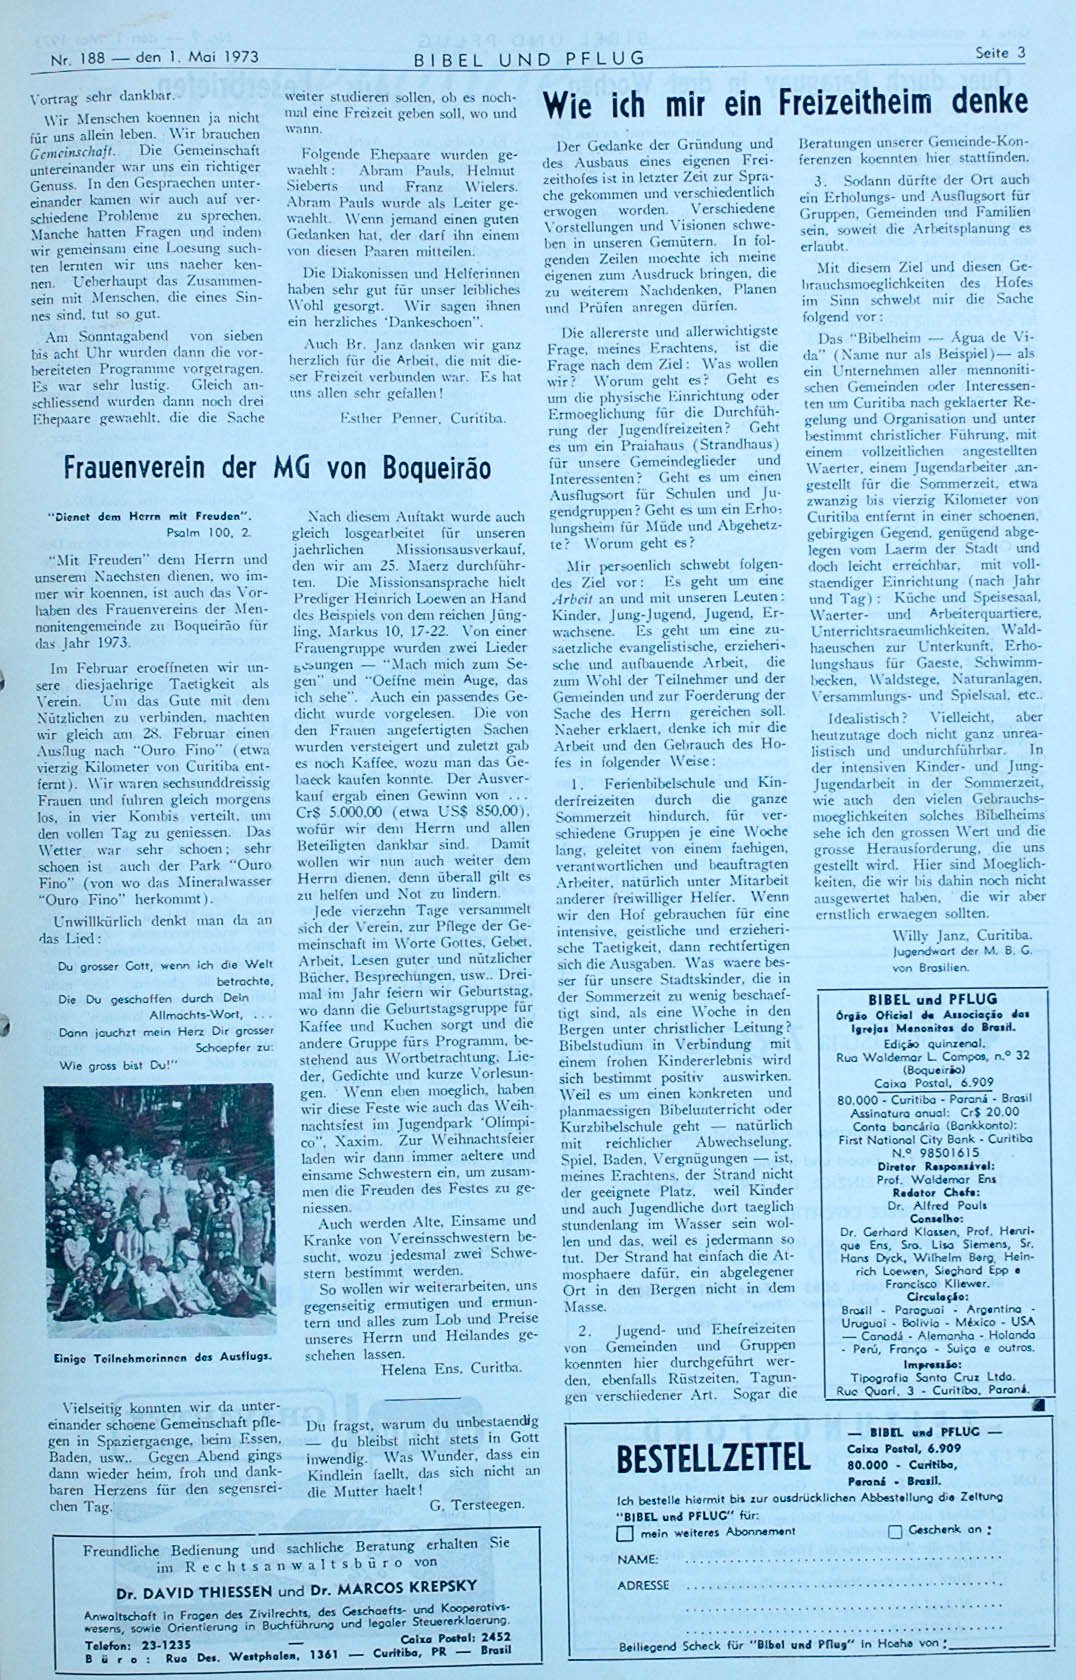 Nr. 188 — den 1. Mai 1973
BIBEL UND PFLUG
Seite 3
Vortrag sehr dankbar.
Wir Menschen koennen ja nicht
für uns allein leben. Wir brauchen
Gemeinschaft. Die Gemeinschaft
untereinander war uns ein richtiger
Genuss. In den Gespraechen unter-
einander kamen wir auch auf ver-
schiedene Probleme zu sprechen.
Manche hatten Fragen und indem
wir gemeinsam eine Loesung such-
ten lernten wir uns naeher ken-
nen. Ueberhaupt das Zusammen-
sein mit Menschen, die eines Sin-
nes sind, tut so gut.
Am Sonntagabend von sieben
bis acht Uhr wurden dann die vor-
bereiteten Programme vorgetragen.
Es war sehr lustig. Gleich an-
schliessend wurden dann noch drei
Ehepaare gewaehlt, die die Sache
weiter studieren sollen, ob es noch-
mal eine Freizeit geben soll, wo und
wann.
Folgende Ehepaare wurden ge-
waehlt: Abram Pauls, Helmut
Sieberts und Franz Wielers.
Abram Pauls wurde als Leiter ge-
waehlt. Wenn jemand einen guten
Gedanken hat, der darf ihn einem
von diesen Paaren mitteilen.
Die Diakonissen und Helferinnen
haben sehr gut für unser leibliches
Wohl gesorgt. Wir sagen ihnen
ein herzliches 'Dankeschoen".
Auch Br. Janz danken wir ganz
herzlich für die Arbeit, die mit die-
ser Freizeit verbunden war. Es hat
uns allen sehr gefallen!
Esther Penner, Curitiba.
Frauenverein der MG von Boqueirão
"Dienet dem Herrn mit Freuden".
Psalm 100, 2.
"Mit Freuden" dem Herrn und
unserem Naechsten dienen, wo im-
mer wir koennen, ist auch das Vor-
haben des Frauenvereins der Men-
nonitengemeinde zu Boqueirão für
das Jahr 1973.
Im Februar eroeffneten wir un-
sere diesjaehrige Taetigkeit als
Verein. Um das Gute mit dem
Nützlichen zu verbinden, machten
wir gleich am 28. Februar einen
Ausflug nach "Ouro Fino" (etwa
vierzig Kilometer von Curitiba ent-
fernt). Wir waren sechsunddreissig
Frauen und fuhren gleich morgens
los, in vier Kombis verteilt, um
den vollen Tag zu geniessen. Das
Wetter war sehr schoen; sehr
schoen ist auch der Park "Ouro
Fino" (von wo das Mineralwasser
"Ouro Fino" herkommt).
Unwillkürlich denkt man da an
das Lied:
Du grosser Gott, wenn ich die Welt
betrachte,
Die Du geschaffen durch Dein
Allmachts-Wort, . . .
Dann jauchzt mein Herz Dir grosser
Schoepfer zu:
Wie gross bist Du!"
Einige Teilnehmerinnen des Ausflugs.
Vielseitig konnten wir da unter-
einander schoene Gemeinschaft pfle-
gen in Spaziergaenge, beim Essen,
Baden, usw.. Gegen Abend gings
dann wieder heim, froh und dank-
baren Herzens für den segensrei-
chen Tag.
Nach diesem Auftakt wurde auch
gleich losgearbeitet für unseren
jaehrlichen Missionsausverkauf,
den wir am 25. Maerz durchführ-
ten. Die Missionsansprache hielt
Prediger Heinrich Loewen an Hand
des Beispiels von dem reichen Jüng-
ling, Markus 10, 17-22. Von einer
Frauengruppe wurden zwei Lieder
gesungen — "Mach mich zum Se-
gen" und "Oeffne mein Auge, das
ich sehe". Auch ein passendes Ge-
dicht wurde vorgelesen. Die von
den Frauen angefertigten Sachen
wurden versteigert und zuletzt gab
es noch Kaffee, wozu man das Ge-
baeck kaufen konnte. Der Ausver-
kauf ergab einen Gewinn von ...
Cr$ 5.000,00 (etwa US$ 850,00),
wofür wir dem Herrn und allen
Beteiligten dankbar sind. Damit
wollen wir nun auch weiter dem
Herrn dienen, denn überall gilt es
zu helfen und Not zu lindern.
Jede vierzehn Tage versammelt
sich der Verein, zur Pflege der Ge-
meinschaft im Worte Gottes, Gebet,
Arbeit, Lesen guter und nützlicher
Bücher, Besprechungen, usw.. Drei-
mal im Jahr feiern wir Geburtstag,
wo dann die Geburtstagsgruppe für
Kaffee und Kuchen sorgt und die
andere Gruppe fürs Programm, be-
stehend aus Wortbetrachtung, Lie-
der, Gedichte und kurze Vorlesun-
gen. Wenn eben moeglich, haben
wir diese Feste wie auch das Weih-
nachtsfest im Jugendpark 'Olimpi-
co", Xaxim. Zur Weihnachtsfeier
laden wir dann immer aeltere und
einsame Schwestern ein, um zusam-
men die Freuden des Festes zu ge-
niessen.
Auch werden Alte, Einsame und
Kranke von Vereinsschwestern be-
sucht, wozu jedesmal zwei Schwe-
stern bestimmt werden.
So wollen wir weiterarbeiten, uns
gegenseitig ermutigen und ermun-
tern und alles zum Lob und Preise
unseres Herrn und Heilandes ge-
schehen lassen.
Helena Ens, Curitba.
Du fragst, warum du unbestaendig
— du bleibst nicht stets in Gott
inwendig. Was Wunder, dass ein
Kindlein faellt, das sich nicht an
die Mutter haelt!
G. Tersteegen.
Freundliche Bedienung und sachliche Beratung erhalten Sie
im Rechtsanwaltsbüro von
Dr. DAVID THIESSEN und Dr. MARCOS KREPSKY
Anwaltschaft in Fragen des Zivilrechts, des Geschaefts- und Kooperativs-
wesens, sowie Orientierung in Buchführung und legaler Steuererklaerung.
Telefon: 23-1235 — Caixa Postal: 2452
Büro: Rua Des. Westphalen, 1361 — Curitiba, PR — Brasil
Wie ich mir ein Freizeitheim denke
Der Gedanke der Gründung und
des Ausbaus eines eigenen Frei-
zeithofes ist in letzter Zeit zur Spra-
che gekommen und verschiedentlich
erwogen worden. Verschiedene
Vorstellungen und Visionen schwe-
ben in unseren Gemütern. In fol-
genden Zeilen moechte ich meine
eigenen zum Ausdruck bringen, die
zu weiterem Nachdenken, Planen
und Prüfen anregen dürfen.
Die allererste und allerwichtigste
Frage, meines Erachtens, ist die
Frage nach dem Ziel: Was wollen
wir? Worum geht es? Geht es
um die physische Einrichtung oder
Ermoeglichung für die Durchfüh-
rung der Jugendfreizeiten? Geht
es um ein Praiahaus (Strandhaus)
für unsere Gemeindeglieder und
Interessenten? Geht es um einen
Ausflugsort für Schulen und Ju-
gendgruppen? Geht es um ein Erho-
lungsheim für Müde und Abgehetz-
te? Worum geht es?
Mir persoenlich schwebt folgen-
des Ziel vor: Es geht um eine
Arbeit an und mit unseren Leuten:
Kinder, Jung-Jugend, Jugend, Er-
wachsene. Es geht um eine zu-
saetzliche evangelistische, erzieheri-
sche und aufbauende Arbeit, die
zum Wohl der Teilnehmer und der
Gemeinden und zur Foerderung der
Sache des Herrn gereichen soll.
Naeher erklaert, denke ich mir die
Arbeit und den Gebrauch des Ho-
fes in folgender Weise:
1. Ferienbibelschule und Kin-
derfreizeiten durch die ganze
Sommerzeit hindurch, für ver-
schiedene Gruppen je eine Woche
lang, geleitet von einem faehigen,
verantwortlichen und beauftragten
Arbeiter, natürlich unter Mitarbeit
anderer freiwilliger Helfer. Wenn
wir den Hof gebrauchen für eine
intensive, geistliche und erzieheri-
sche Taetigkeit, dann rechtfertigen
sich die Ausgaben. Was waere bes-
ser für unsere Stadtskinder, die in
der Sommerzeit zu wenig beschaef-
tigt sind, als eine Woche in den
Bergen unter christlicher Leitung?
Bibelstudium in Verbindung mit
einem frohen Kindererlebnis wird
sich bestimmt positiv auswirken.
Weil es um einen konkreten und
planmaessigen Bibelunterricht oder
Kurzbibelschule geht — natürlich
mit reichlicher Abwechselung,
Spiel, Baden, Vergnügungen — ist,
meines Erachtens, der Strand nicht
der geeignete Platz, weil Kinder
und auch Jugendliche dort taeglich
stundenlang im Wasser sein wol-
len und das, weil es jedermann so
tut. Der Strand hat einfach die At-
mosphaere dafür, ein abgelegener
Ort in den Bergen nicht in dem
Masse.
2. Jugend- und Ehefreizeiten
von Gemeinden und Gruppen
koennten hier durchgeführt wer-
den, ebenfalls Rüstzeiten, Tagun-
gen verschiedener Art. Sogar die
Beratungen unserer Gemeinde-Kon-
ferenzen koennten hier stattfinden.
3. Sodann dürfte der Ort auch
ein Erholungs- und Ausflugsort für
Gruppen, Gemeinden und Familien
sein, soweit die Arbeitsplanung es
erlaubt.
Mit diesem Ziel und diesen Ge-
brauchsmoeglichkeiten des Hofes
im Sinn schwebt mir die Sache
folgend vor:
Das "Bibelheim — Água de Vi-
da" (Name nur als Beispiel)— als
ein Unternehmen aller mennoniti-
schen Gemeinden oder Interessen-
ten um Curitiba nach geklaerter Re-
gelung und Organisation und unter
bestimmt christlicher Führung, mit
einem vollzeitlichen angestellten
Waerter, einem Jugendarbeiter ,an-
gestellt für die Sommerzeit, etwa
zwanzig bis vierzig Kilometer von
Curitiba entfernt in einer schoenen,
gebirgigen Gegend, genügend abge-
legen vom Laerm der Stadt und
doch leicht erreichbar, mit voll-
staendiger Einrichtung (nach Jahr
und Tag): Küche und Speisesaal,
Waerter- und Arbeiterquartiere,
Unterrichtsraeumlichkeiten, Wald-
haeuschen zur Unterkunft, Erho-
lungshaus für Gaeste, Schwimm-
becken, Waldstege, Naturanlagen,
Versammlungs- und Spielsaal, etc..
Idealistisch? Vielleicht, aber
heutzutage doch nicht ganz unrea-
listisch und undurchführbar. In
der intensiven Kinder- und Jung-
Jugendarbeit in der Sommerzeit,
wie auch den vielen Gebrauchs-
moeglichkeiten solches Bibelheims
sehe ich den grossen Wert und die
grosse Herausforderung, die uns
gestellt wird. Hier sind Moeglich-
keiten, die wir bis dahin noch nicht
ausgewertet haben, die wir aber
ernstlich erwaegen sollten.
Willy Janz, Curitiba.
Jugendwart der M. B. G.
von Brasilien.
BIBEL und PFLUG
Órgão Oficial de Associação das
Igrejas Menonitas do Brasil.
Edição quinzenal.
Rua Waldemar L. Campos, n.º 32
(Boqueirão)
Caixa Postal, 6.909
80.000 - Curitiba - Paraná - Brasil
Assinatura anual: Cr$ 20.00
Conta bancária (Bankkonto):
First National City Bank - Curitiba
N.º 98501615
Diretor Responsável:
Prof. Waldemar Ens
Redator Chefe:
Dr. Alfred Pauls
Conselho:
Dr. Gerhard Klassen, Prof. Henri-
que Ens, Sra. Lisa Siemens, Sr.
Hans Dyck, Wilhelm Berg, Hein-
rich Loewen, Sieghard Epp e
Francisco Kliewer.
Circulação:
Brasil - Paraguai - Argentina -
Uruguai - Bolivia - México - USA
— Canadá - Alemanha - Holanda
- Perú, França - Suiça e outros.
Impressão:
Tipografia Santa Cruz Ltda.
Rua Quari, 3 - Curitiba, Paraná.
BESTELLZETTEL
— BIBEL und PFLUG —
Caixa Postal, 6.909
80.000 - Curitiba,
Paraná - Brasil.
Ich bestelle hiermit bis zur ausdrücklichen Abbestellung die Zeitung
"BIBEL und PFLUG" für:
mein weiteres Abonnement
Geschenk an :
NAME:
ADRESSE
Beiliegend Scheck für "Bibel und Pflug" in Hoehe von :